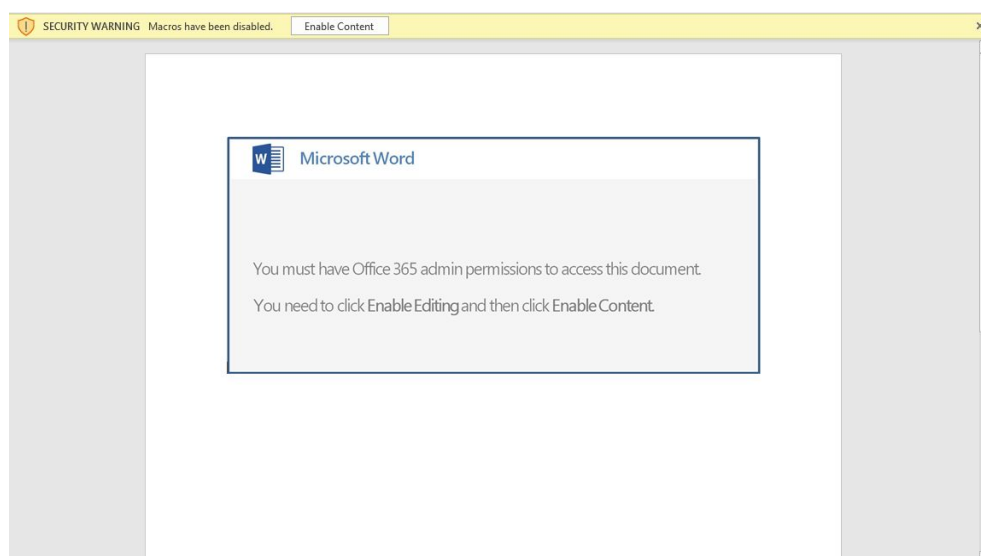 SECURITY WARNING Macros have been disabled. Enable Content
Microsoft Word
You must have Office 365 admin permissions to access this document.
You need to click Enable Editing and then click Enable Content.